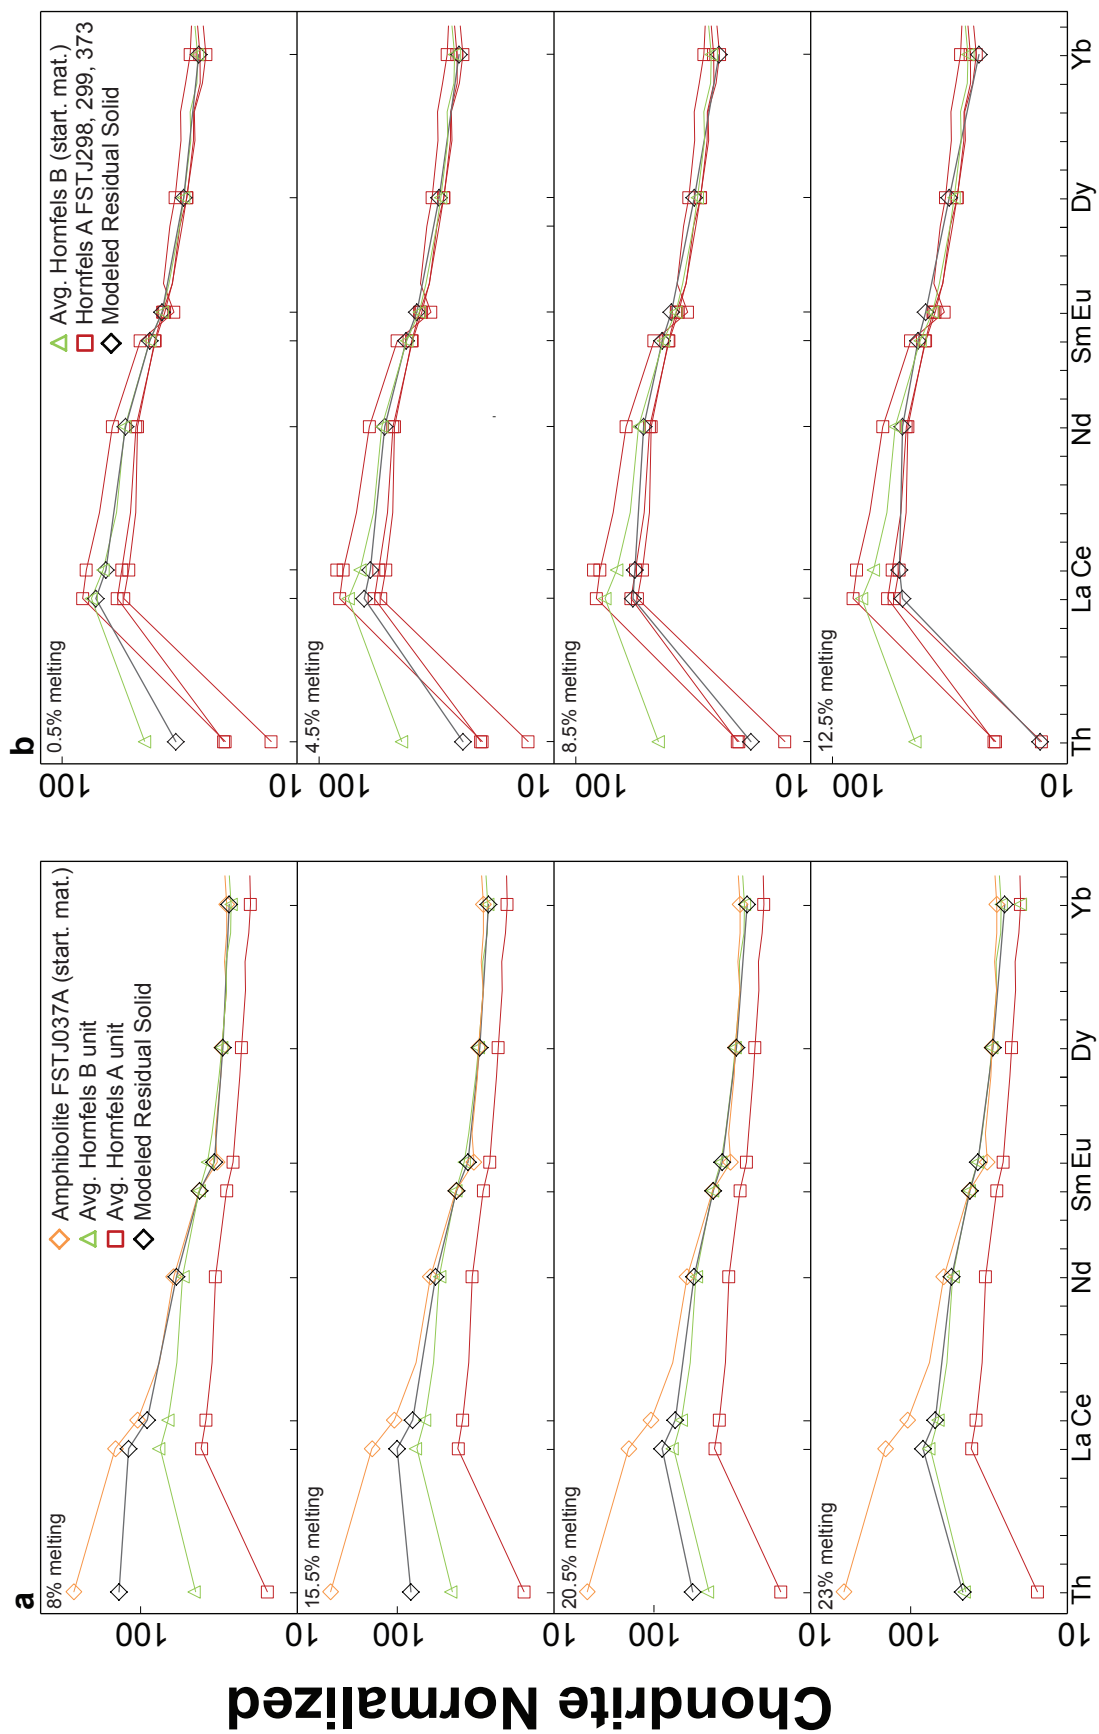 a
Chondrite Normalized
8% melting
Amphibolite FSTJ037A (start. mat.)
Avg. Hornfels B unit
Avg. Hornfels A unit
Modeled Residual Solid
100
10
15.5% melting
100
10
20.5% melting
100
10
23% melting
100
10
Th La Ce Nd Sm Eu Dy Yb
b
0.5% melting
Avg. Hornfels B (start. mat.)
Hornfels A FSTJ298, 299, 373
Modeled Residual Solid
100
10
4.5% melting
100
10
8.5% melting
100
10
12.5% melting
100
10
Th La Ce Nd Sm Eu Dy Yb